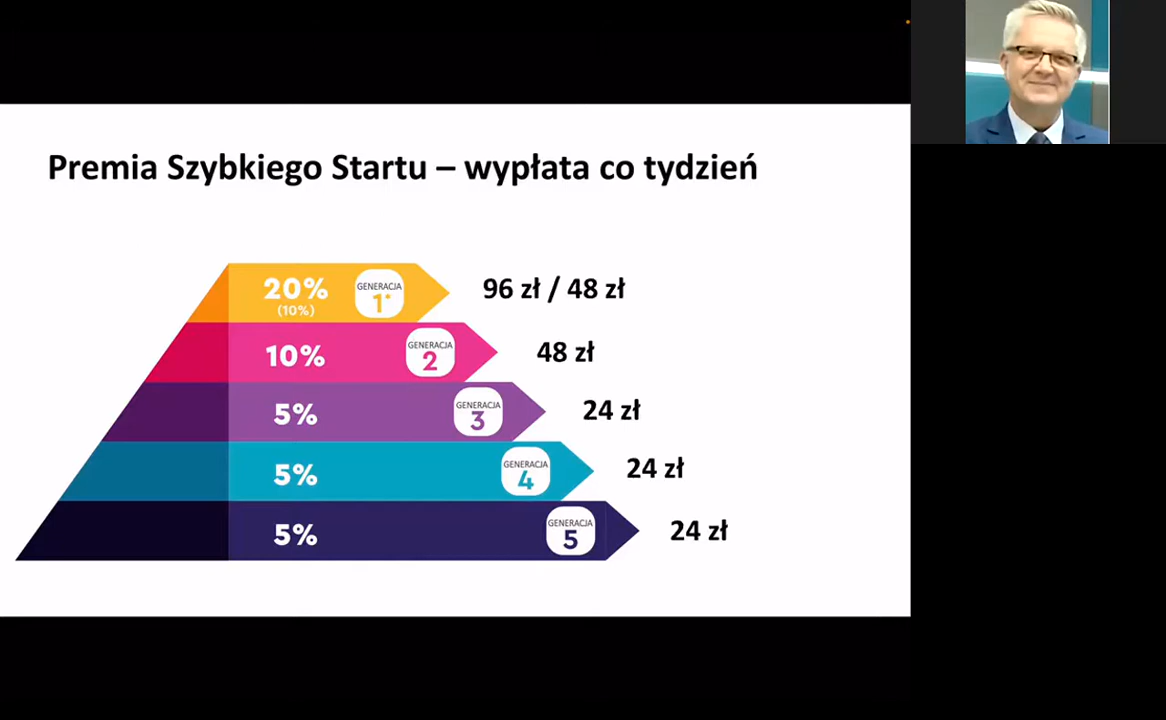 Premia Szybkiego Startu – wypłata co tydzień
20% GENERACJA 96 zł / 48 zł
(10%) 1*
10% GENERACJA 2 48 zł
5% GENERACJA 3 24 zł
5% GENERACJA 4 24 zł
5% GENERACJA 5 24 zł